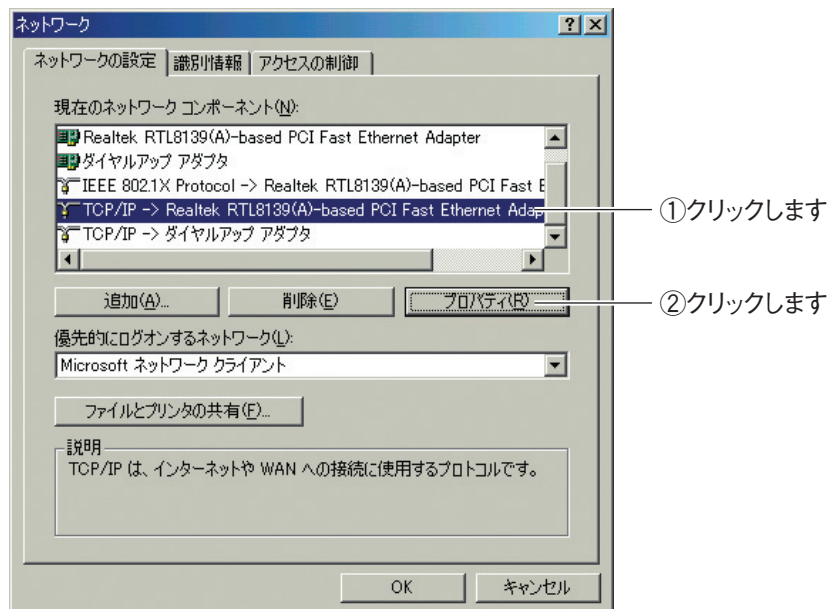 ネットワーク
ネットワークの設定 識別情報 アクセスの制御
現在のネットワーク コンポーネント(N):
Realtek RTL8139(A)-based PCI Fast Ethernet Adapter
ダイヤルアップ アダプタ
IEEE 802.1X Protocol -> Realtek RTL8139(A)-based PCI Fast E
TCP/IP -> Realtek RTL8139(A)-based PCI Fast Ethernet Adap
①クリックします
TCP/IP -> ダイヤルアップ アダプタ
追加(A)... 削除(E) プロパティ(R)
②クリックします
優先的にログオンするネットワーク(L):
Microsoft ネットワーク クライアント
ファイルとプリンタの共有(F)...
説明
TCP/IP は、インターネットや WAN への接続に使用するプロトコルです。
OK キャンセル